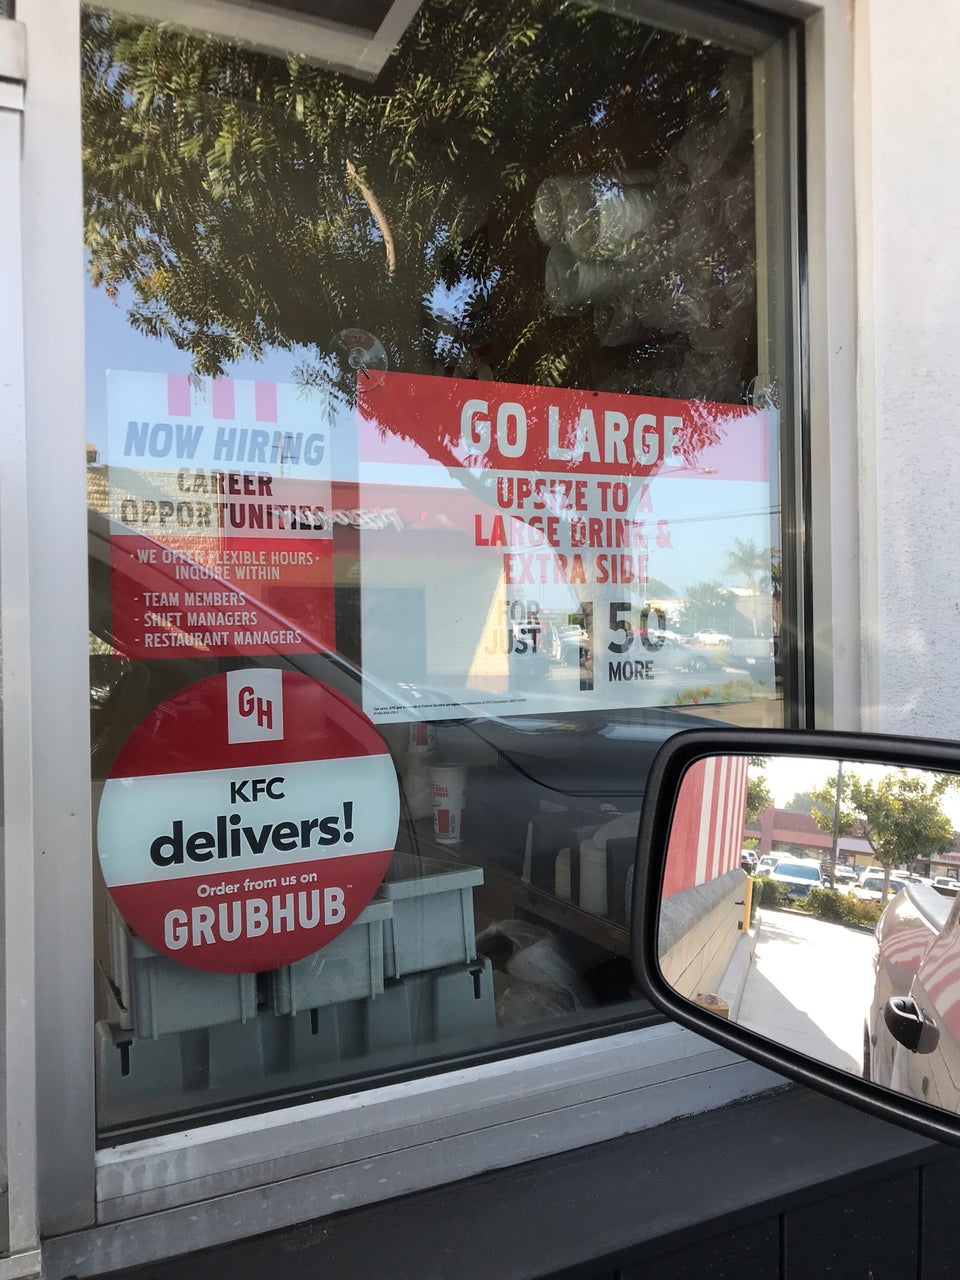 NOW HIRING
CAREER
OPPORTUNITIES
• WE OFFER FLEXIBLE HOURS •
INQUIRE WITHIN
- TEAM MEMBERS
- SHIFT MANAGERS
- RESTAURANT MANAGERS
GO LARGE
UPSIZE TO A
LARGE DRINK &
EXTRA SIDE
FOR
JUST
1 50
MORE
GH
KFC
delivers!
Order from us on
GRUBHUB™